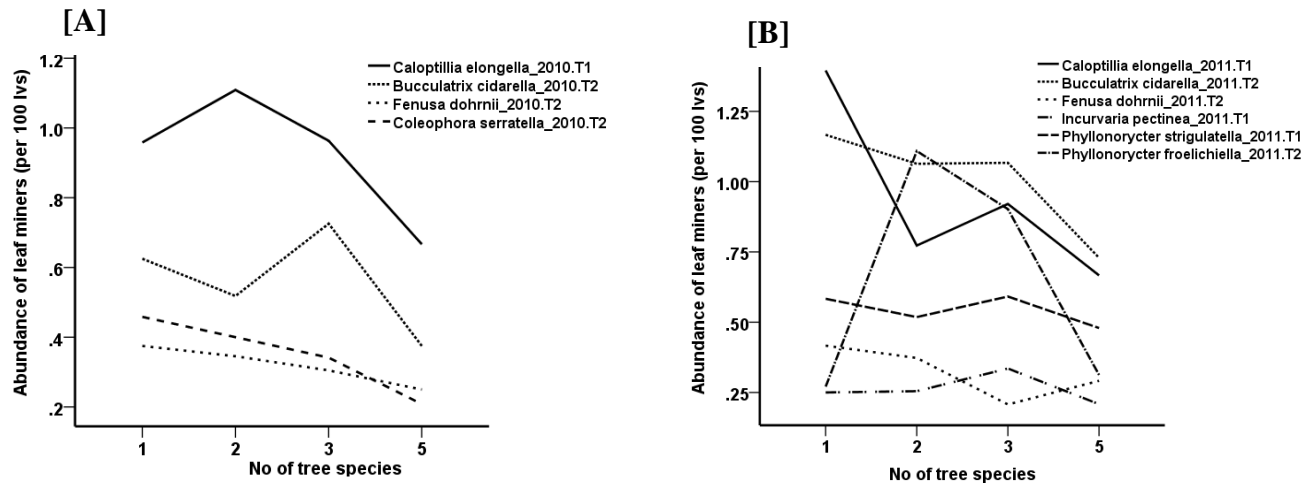 [A]
Abundance of leaf miners (per 100 lvs)
1.2
1.0
.8
.6
.4
.2
1 2 3 5
No of tree species
Caloptillia elongella_2010.T1
Bucculatrix cidarella_2010.T2
Fenusa dohrnii_2010.T2
Coleophora serratella_2010.T2
[B]
Abundance of leaf miners (per 100 lvs)
1.25
1.00
.75
.50
.25
1 2 3 5
No of tree species
Caloptillia elongella_2011.T1
Bucculatrix cidarella_2011.T2
Fenusa dohrnii_2011.T2
Incurvaria pectinea_2011.T1
Phyllonorycter strigulatella_2011.T1
Phyllonorycter froelichiella_2011.T2